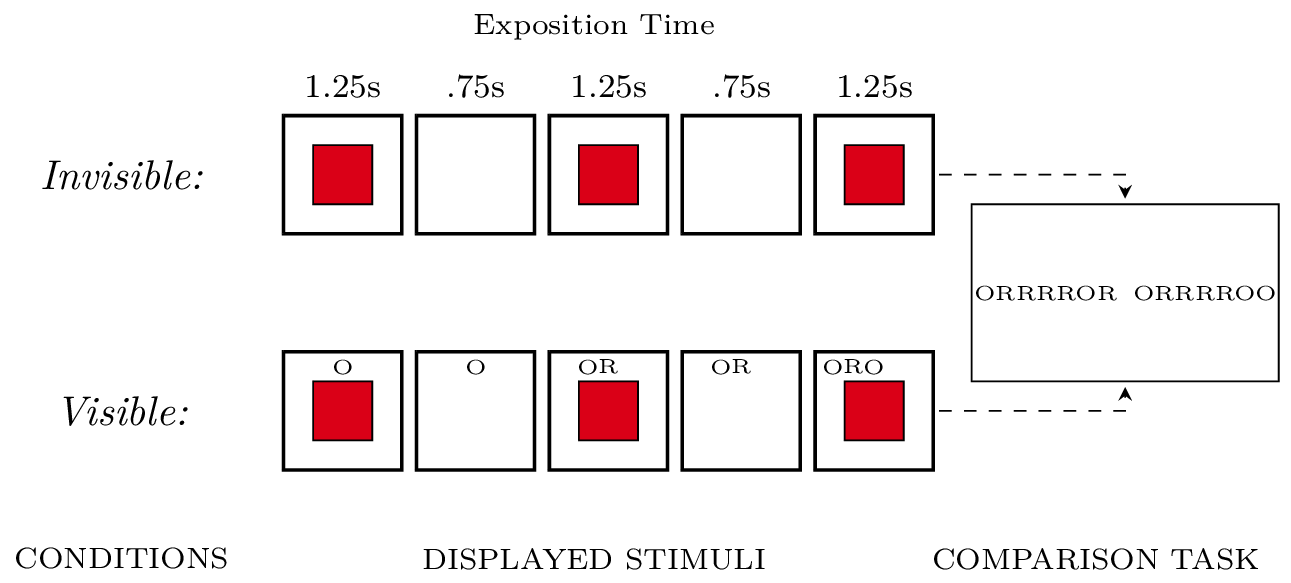 Exposition Time
1.25s .75s 1.25s .75s 1.25s
Invisible:
ORRRROR ORRRROO
O O OR OR ORO
Visible:
CONDITIONS DISPLAYED STIMULI COMPARISON TASK